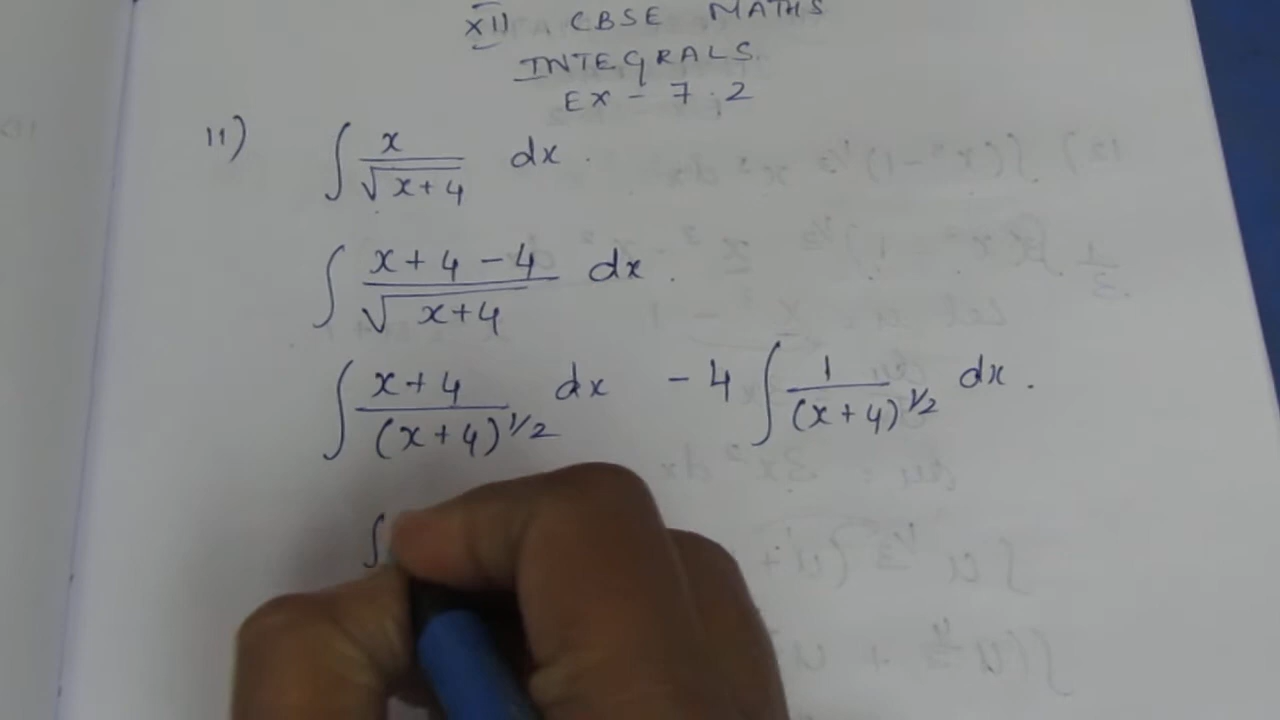 XII CBSE MATHS
INTEGRALS
EX - 7.2
11) ∫ x/√(x+4) dx.
∫ (x+4-4)/√(x+4) dx.
∫ (x+4)/(x+4)^1/2 dx - 4 ∫ 1/(x+4)^1/2 dx.
∫